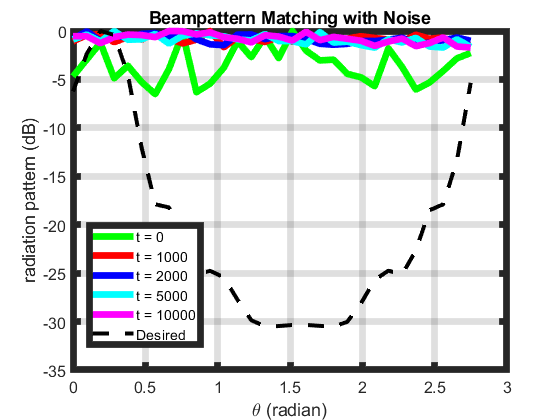 Beampattern Matching with Noise
0
-5
-10
-15
-20
-25
-30
-35
radiation pattern (dB)
t = 0
t = 1000
t = 2000
t = 5000
t = 10000
Desired
0 0.5 1 1.5 2 2.5 3
θ (radian)